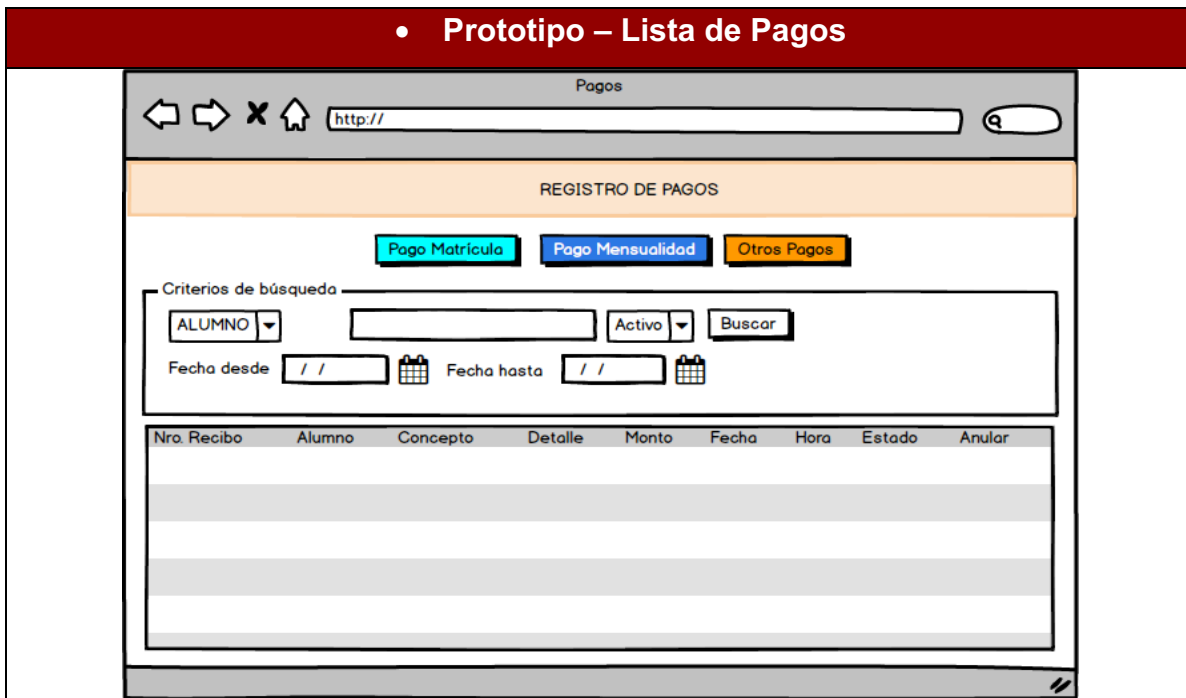 • Prototipo – Lista de Pagos
Pagos
http://
REGISTRO DE PAGOS
Pago Matrícula Pago Mensualidad Otros Pagos
Criterios de búsqueda
ALUMNO Activo Buscar
Fecha desde / / Fecha hasta / /
Nro. Recibo Alumno Concepto Detalle Monto Fecha Hora Estado Anular